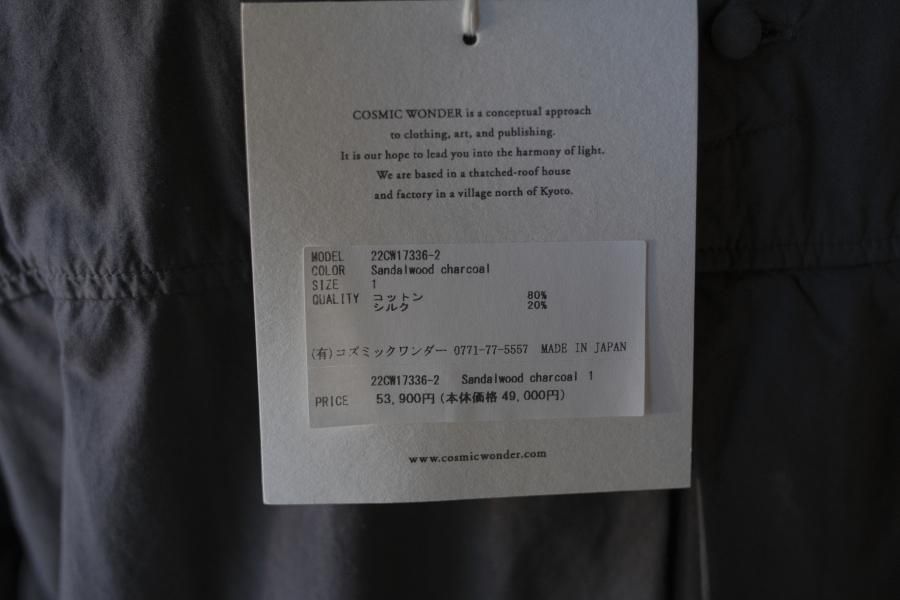 COSMIC WONDER is a conceptual approach
to clothing, art, and publishing.
It is our hope to lead you into the harmony of light.
We are based in a thatched-roof house
and factory in a village north of Kyoto.
MODEL 22CW17336-2
COLOR Sandalwood charcoal
SIZE 1
QUALITY コットン 80%
シルク 20%
(有)コズミックワンダー 0771-77-5557 MADE IN JAPAN
22CW17336-2 Sandalwood charcoal 1
PRICE 53,900円(本体価格 49,000円)
www.cosmicwonder.com